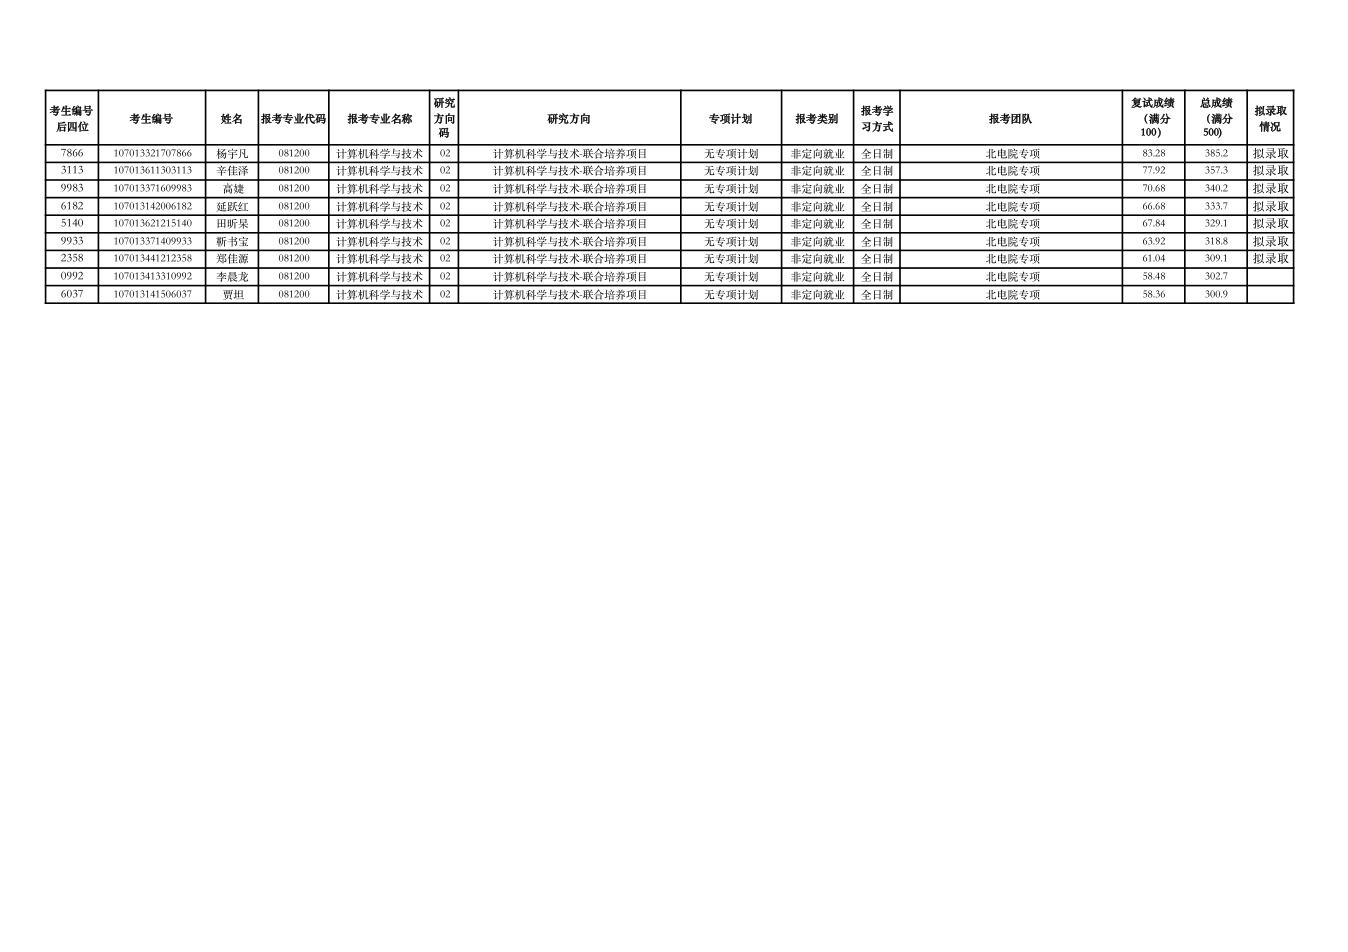 考生编号后四位 考生编号 姓名 报考专业代码 报考专业名称 研究方向码 研究方向 专项计划 报考类别 报考学习方式 报考团队 复试成绩（满分100） 总成绩（满分500) 拟录取情况
7866 107013321707866 杨宇凡 081200 计算机科学与技术 02 计算机科学与技术-联合培养项目 无专项计划 非定向就业 全日制 北电院专项 83.28 385.2 拟录取
3113 107013611303113 辛佳泽 081200 计算机科学与技术 02 计算机科学与技术-联合培养项目 无专项计划 非定向就业 全日制 北电院专项 77.92 357.3 拟录取
9983 107013371609983 高婕 081200 计算机科学与技术 02 计算机科学与技术-联合培养项目 无专项计划 非定向就业 全日制 北电院专项 70.68 340.2 拟录取
6182 107013142006182 延跃红 081200 计算机科学与技术 02 计算机科学与技术-联合培养项目 无专项计划 非定向就业 全日制 北电院专项 66.68 333.7 拟录取
5140 107013621215140 田昕杲 081200 计算机科学与技术 02 计算机科学与技术-联合培养项目 无专项计划 非定向就业 全日制 北电院专项 67.84 329.1 拟录取
9933 107013371409933 靳书宝 081200 计算机科学与技术 02 计算机科学与技术-联合培养项目 无专项计划 非定向就业 全日制 北电院专项 63.92 318.8 拟录取
2358 107013441212358 郑佳源 081200 计算机科学与技术 02 计算机科学与技术-联合培养项目 无专项计划 非定向就业 全日制 北电院专项 61.04 309.1 拟录取
0992 107013413310992 李晨龙 081200 计算机科学与技术 02 计算机科学与技术-联合培养项目 无专项计划 非定向就业 全日制 北电院专项 58.48 302.7
6037 107013141506037 贾坦 081200 计算机科学与技术 02 计算机科学与技术-联合培养项目 无专项计划 非定向就业 全日制 北电院专项 58.36 300.9